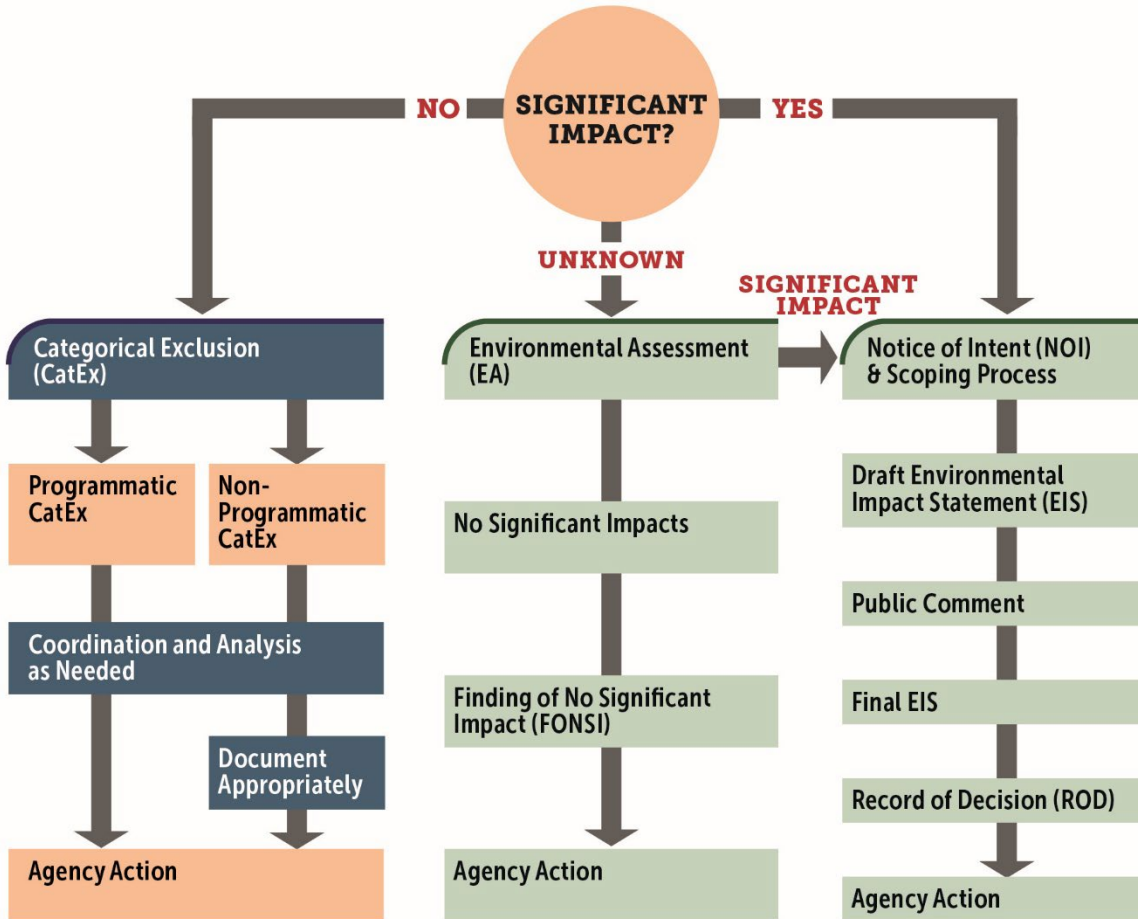 NO
SIGNIFICANT
IMPACT?
YES
UNKNOWN
SIGNIFICANT
IMPACT
Categorical Exclusion
(CatEx)
Programmatic
CatEx
Non-
Programmatic
CatEx
Coordination and Analysis
as Needed
Document
Appropriately
Agency Action
Environmental Assessment
(EA)
No Significant Impacts
Finding of No Significant
Impact (FONSI)
Agency Action
Notice of Intent (NOI)
& Scoping Process
Draft Environmental
Impact Statement (EIS)
Public Comment
Final EIS
Record of Decision (ROD)
Agency Action